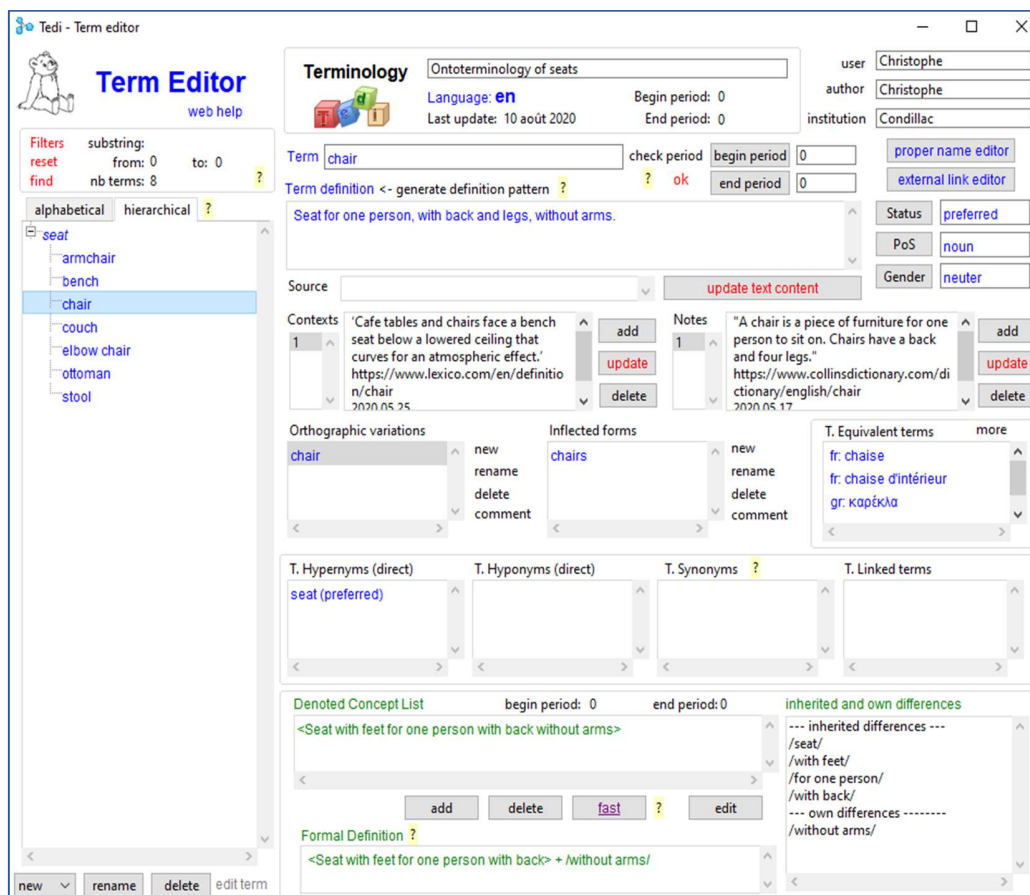 Tedi - Term editor
Term Editor
web help
Terminology
Ontoterminology of seats
Language: en
Begin period: 0
Last update: 10 août 2020
End period: 0
T e d i
user
Christophe
author
Christophe
institution
Condillac
Filters
substring:
reset
from: 0
to: 0
find
nb terms: 8
?
alphabetical
hierarchical
?
seat
armchair
bench
chair
couch
elbow chair
ottoman
stool
new
rename
delete
edit term
Term
chair
check period
begin period
0
?
ok
end period
0
proper name editor
external link editor
Term definition <- generate definition pattern ?
Seat for one person, with back and legs, without arms.
Status
preferred
PoS
noun
Gender
neuter
Source
update text content
Contexts
1
'Cafe tables and chairs face a bench
seat below a lowered ceiling that
curves for an atmospheric effect.'
https://www.lexico.com/en/definitio
n/chair
2020.05.25
add
update
delete
Notes
1
"A chair is a piece of furniture for one
person to sit on. Chairs have a back
and four legs."
https://www.collinsdictionary.com/di
ctionary/english/chair
2020.05.17
add
update
delete
Orthographic variations
chair
new
rename
delete
comment
Inflected forms
chairs
new
rename
delete
comment
T. Equivalent terms
more
fr: chaise
fr: chaise d'intérieur
gr: καρέκλα
T. Hypernyms (direct)
seat (preferred)
T. Hyponyms (direct)
T. Synonyms ?
T. Linked terms
Denoted Concept List
begin period: 0
end period: 0
<Seat with feet for one person with back without arms>
add
delete
fast
?
edit
Formal Definition ?
<Seat with feet for one person with back> + /without arms/
inherited and own differences
--- inherited differences ---
/seat/
/with feet/
/for one person/
/with back/
--- own differences --------
/without arms/